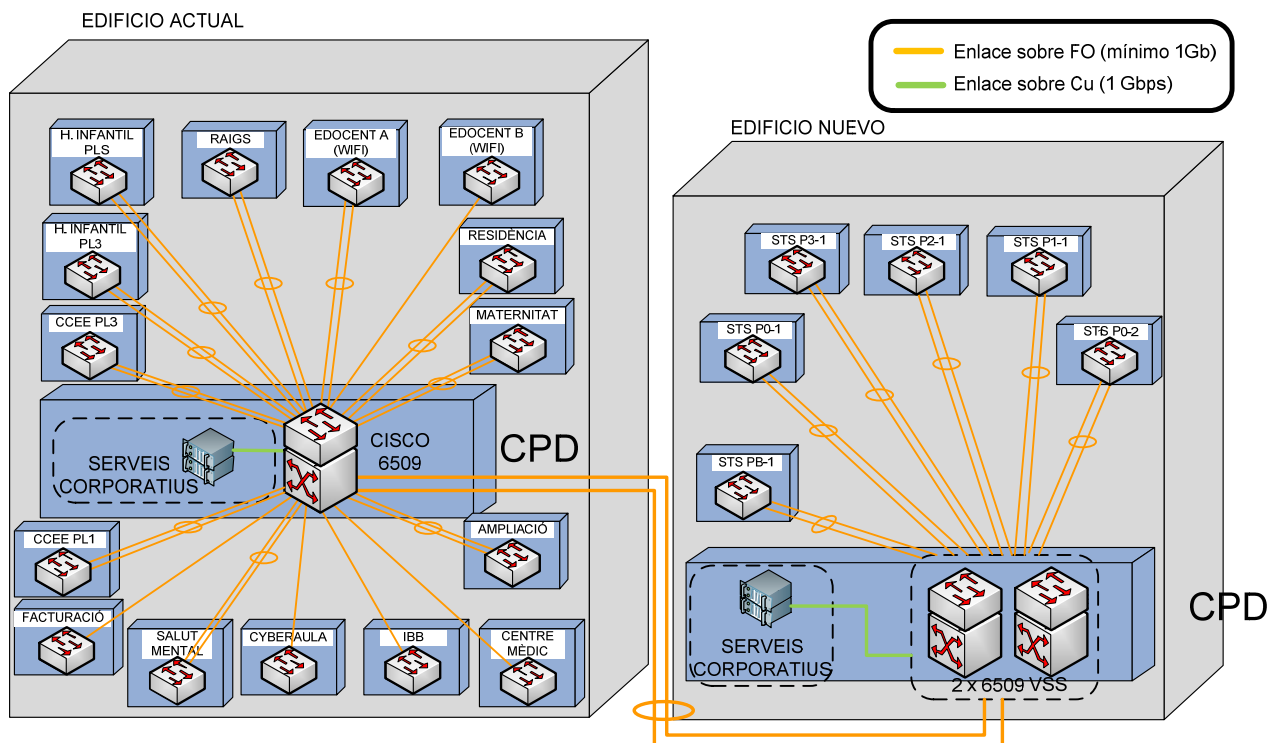 EDIFICIO ACTUAL
Enlace sobre FO (mínimo 1Gb)
Enlace sobre Cu (1 Gbps)
EDIFICIO NUEVO
H. INFANTIL
PLS
RAIGS
EDOCENT A
(WIFI)
EDOCENT B
(WIFI)
H. INFANTIL
PL3
RESIDÈNCIA
CCEE PL3
MATERNITAT
SERVEIS
CORPORATIUS
CISCO
6509
CPD
CCEE PL1
AMPLIACIÓ
FACTURACIÓ
SALUT
MENTAL
CYBERAULA
IBB
CENTRE
MÈDIC
STS P3-1
STS P2-1
STS P1-1
STS P0-1
STS P0-2
STS PB-1
SERVEIS
CORPORATIUS
2 x 6509 VSS
CPD